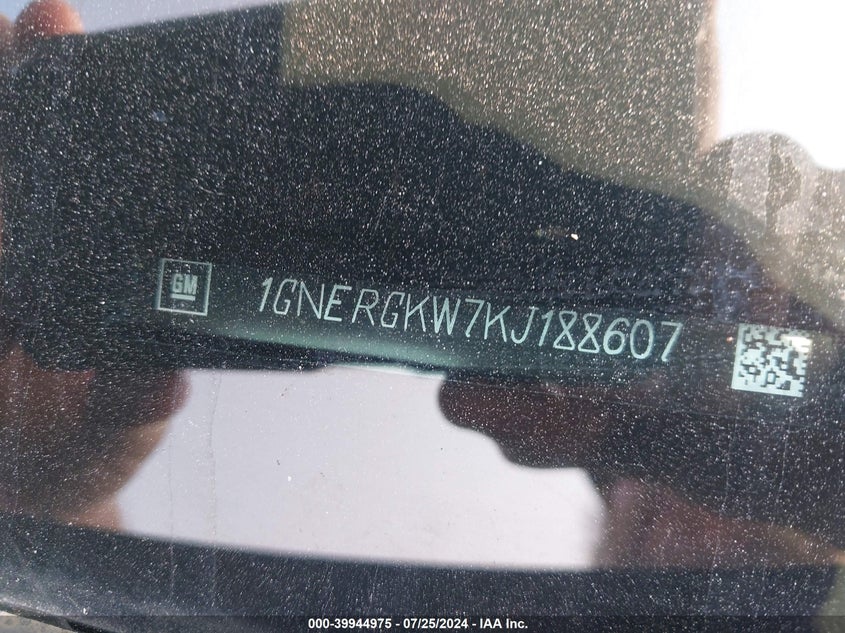 GM
1GNERGKW7KJ188607
000-39944975 - 07/25/2024 - IAA Inc.